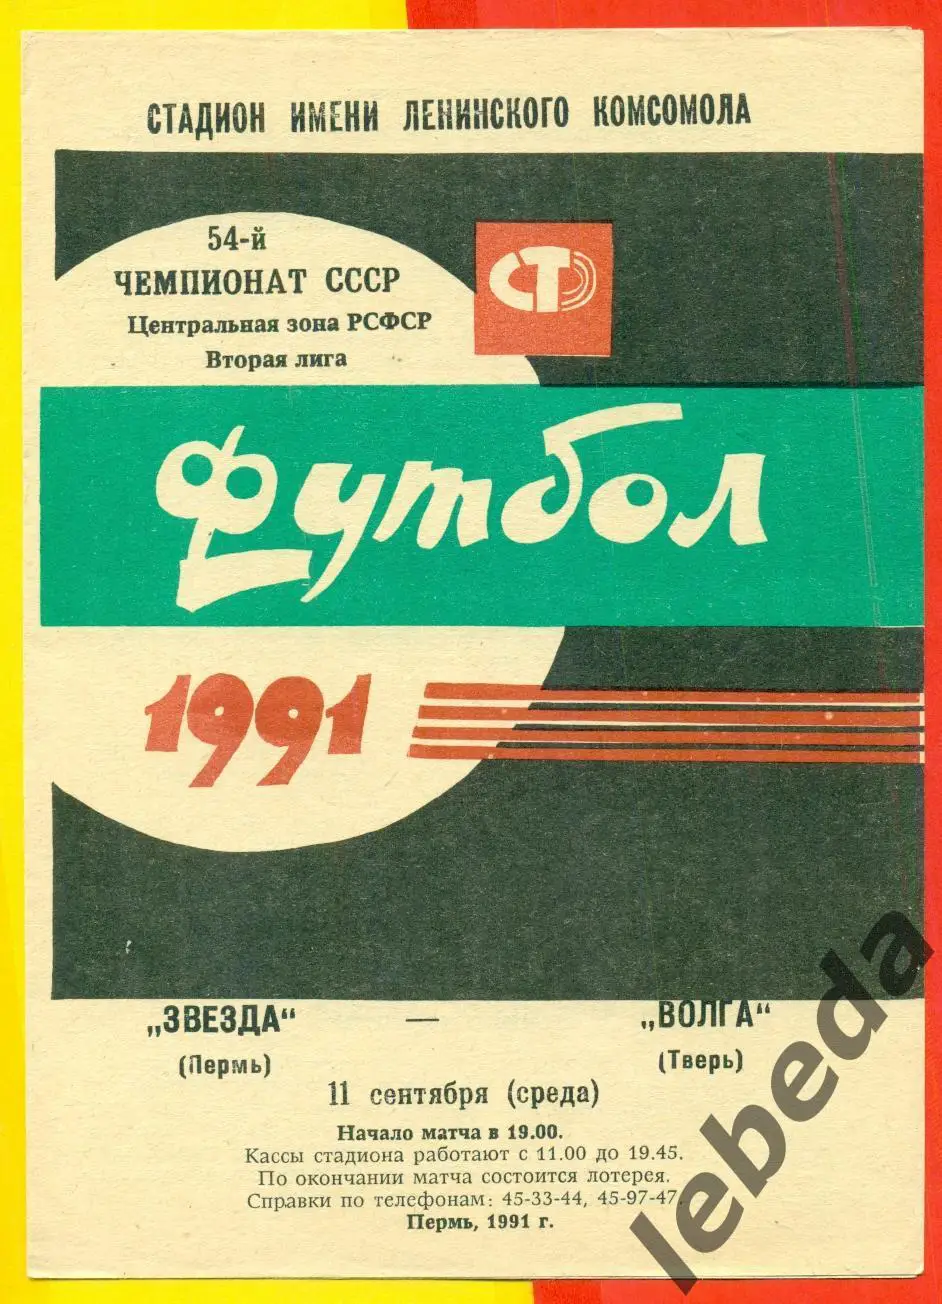 СТАДИОН ИМЕНИ ЛЕНИНСКОГО КОМСОМОЛА
54-й
ЧЕМПИОНАТ СССР
Центральная зона РСФСР
Вторая лига
СТ
Футбол
1991
„ЗВЕЗДА“ — „ВОЛГА“
(Пермь) (Тверь)
11 сентября (среда)
Начало матча в 19.00.
Кассы стадиона работают с 11.00 до 19.45.
По окончании матча состоится лотерея.
Справки по телефонам: 45-33-44, 45-97-47.
Пермь, 1991 г.
lebeda